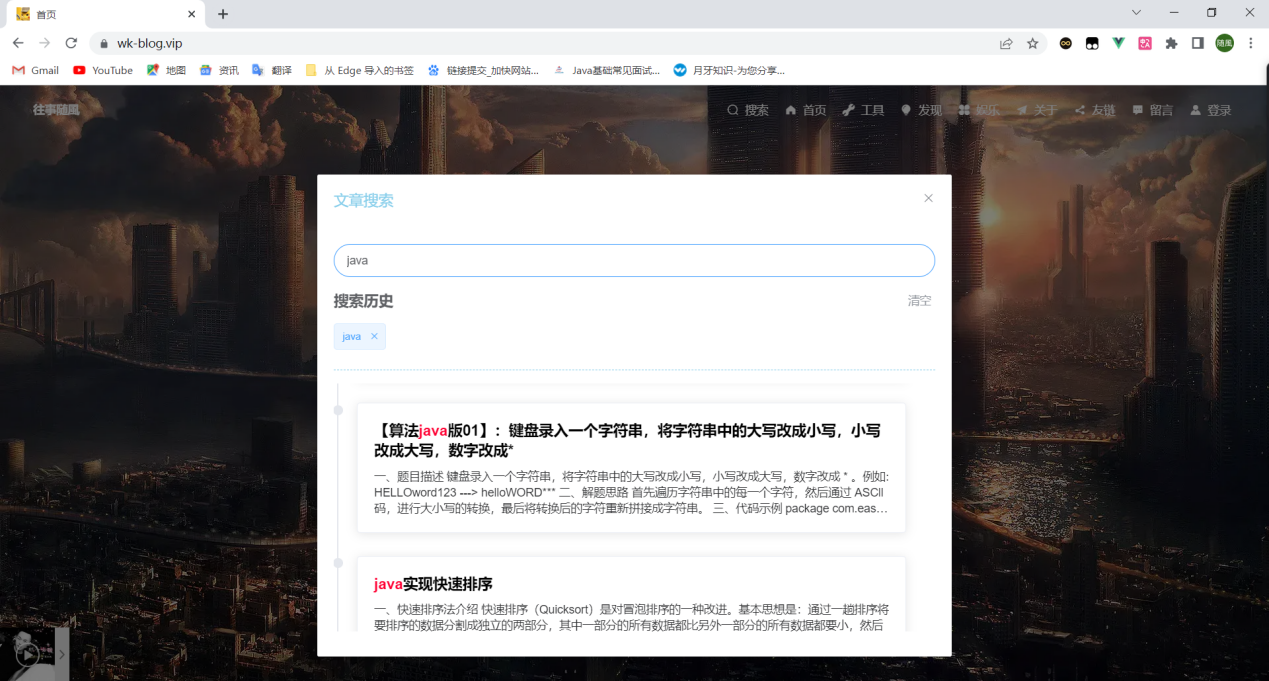 首页
wk-blog.vip
随風
Gmail YouTube 地图 资讯 翻译 从 Edge 导入的书签 链接提交_加快网站... Java基础常见面试... 月牙知识-为您分享...
往事随風 搜索 首页 工具 发现 娱乐 关于 友链 留言 登录
文章搜索
java
搜索历史 清空
java
【算法java版01】：键盘录入一个字符串，将字符串中的大写改成小写，小写
改成大写，数字改成*
一、题目描述 键盘录入一个字符串，将字符串中的大写改成小写，小写改成大写，数字改成 * 。例如:
HELLOword123 ---> helloWORD*** 二、解题思路 首先遍历字符串中的每一个字符，然后通过 ASCII
码，进行大小写的转换，最后将转换后的字符重新拼接成字符串。 三、代码示例 package com.eas...
java实现快速排序
一、快速排序法介绍 快速排序（Quicksort）是对冒泡排序的一种改进。基本思想是：通过一趟排序将
要排序的数据分割成独立的两部分，其中一部分的所有数据都比另外一部分的所有数据都要小，然后